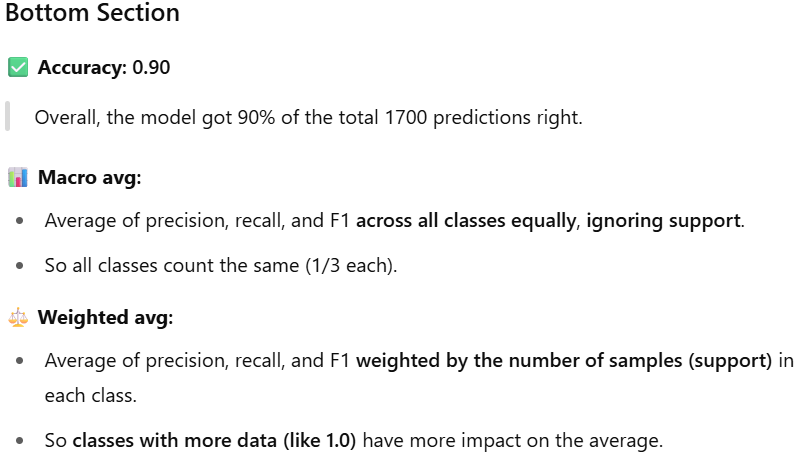 Bottom Section
✅ Accuracy: 0.90
Overall, the model got 90% of the total 1700 predictions right.
📊 Macro avg:
• Average of precision, recall, and F1 across all classes equally, ignoring support.
• So all classes count the same (1/3 each).
⚖️ Weighted avg:
• Average of precision, recall, and F1 weighted by the number of samples (support) in
each class.
• So classes with more data (like 1.0) have more impact on the average.